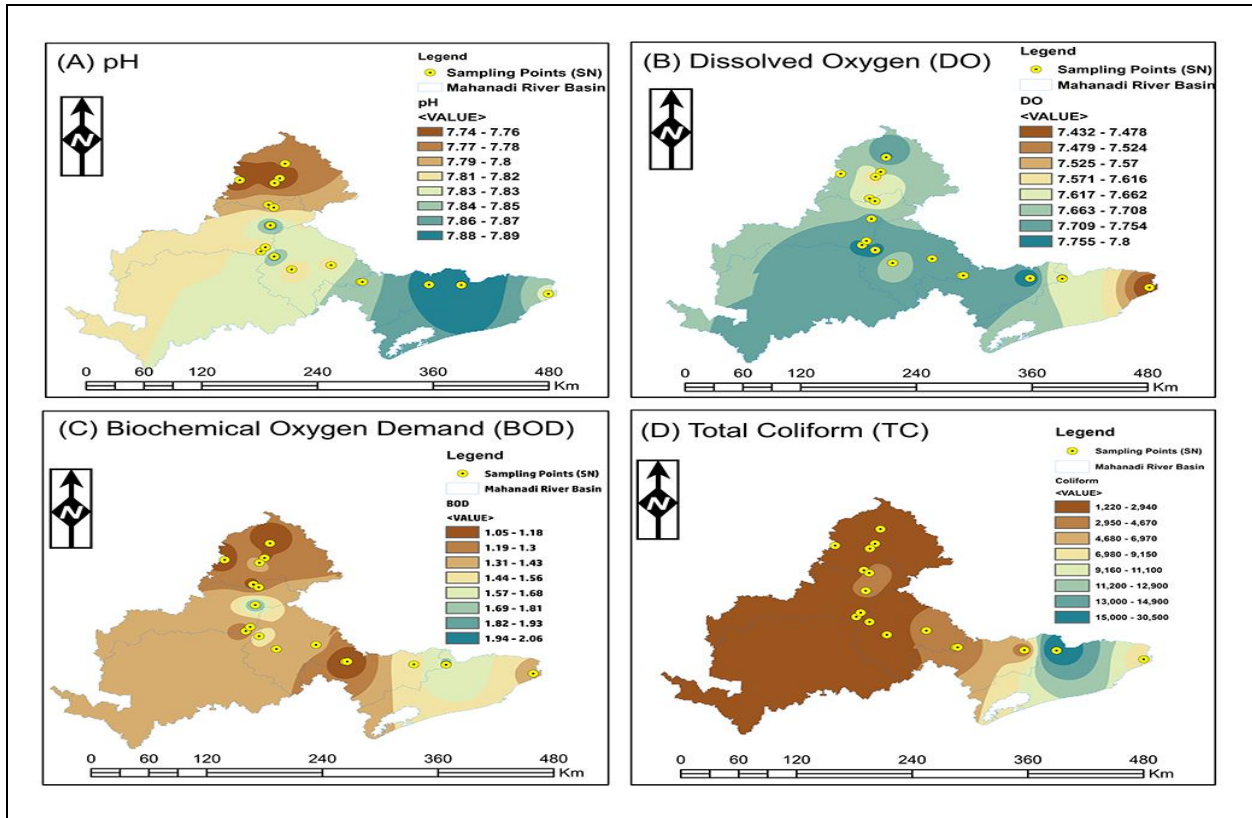 (A) pH
Legend
Sampling Points (SN)
Mahanadi River Basin
pH
<VALUE>
7.74 - 7.76
7.77 - 7.78
7.79 - 7.8
7.81 - 7.82
7.83 - 7.83
7.84 - 7.85
7.86 - 7.87
7.88 - 7.89
N
0 60 120 240 360 480
Km
(B) Dissolved Oxygen (DO)
Legend
Sampling Points (SN)
Mahanadi River Basin
DO
<VALUE>
7.432 - 7.478
7.479 - 7.524
7.525 - 7.57
7.571 - 7.616
7.617 - 7.662
7.663 - 7.708
7.709 - 7.754
7.755 - 7.8
N
0 60 120 240 360 480
Km
(C) Biochemical Oxygen Demand (BOD)
Legend
Sampling Points (SN)
Mahanadi River Basin
BOD
<VALUE>
1.05 - 1.18
1.19 - 1.3
1.31 - 1.43
1.44 - 1.56
1.57 - 1.68
1.69 - 1.81
1.82 - 1.93
1.94 - 2.06
N
0 60 120 240 360 480
Km
(D) Total Coliform (TC)
Legend
Sampling Points (SN)
Mahanadi River Basin
Coliform
<VALUE>
1,220 - 2,940
2,950 - 4,670
4,680 - 6,970
6,980 - 9,150
9,160 - 11,100
11,200 - 12,900
13,000 - 14,900
15,000 - 30,500
N
0 60 120 240 360 480
Km